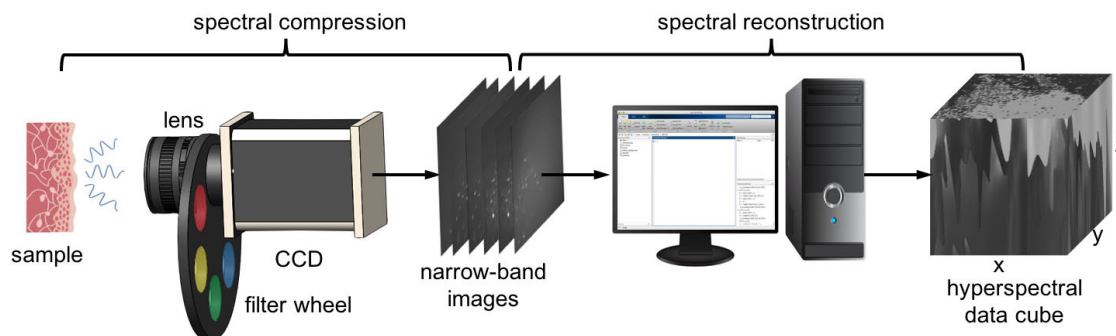 spectral compression
spectral reconstruction
lens
sample
CCD
filter wheel
narrow-band
images
x
y
hyperspectral
data cube